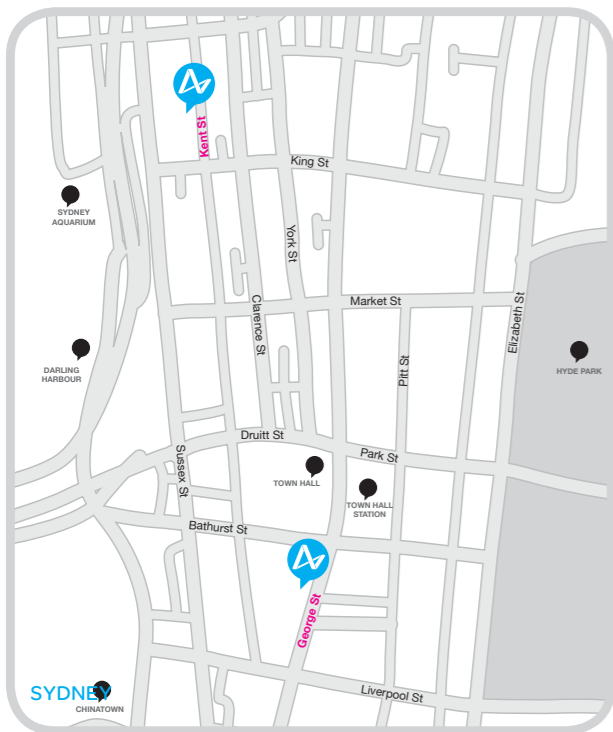 Kent St
King St
SYDNEY
AQUARIUM
York St
Market St
Clarence St
Elizabeth St
DARLING
HARBOUR
Pitt St
HYDE PARK
Druitt St
Sussex St
Park St
TOWN HALL
TOWN HALL
STATION
Bathurst St
George St
SYDNEY
CHINATOWN
Liverpool St